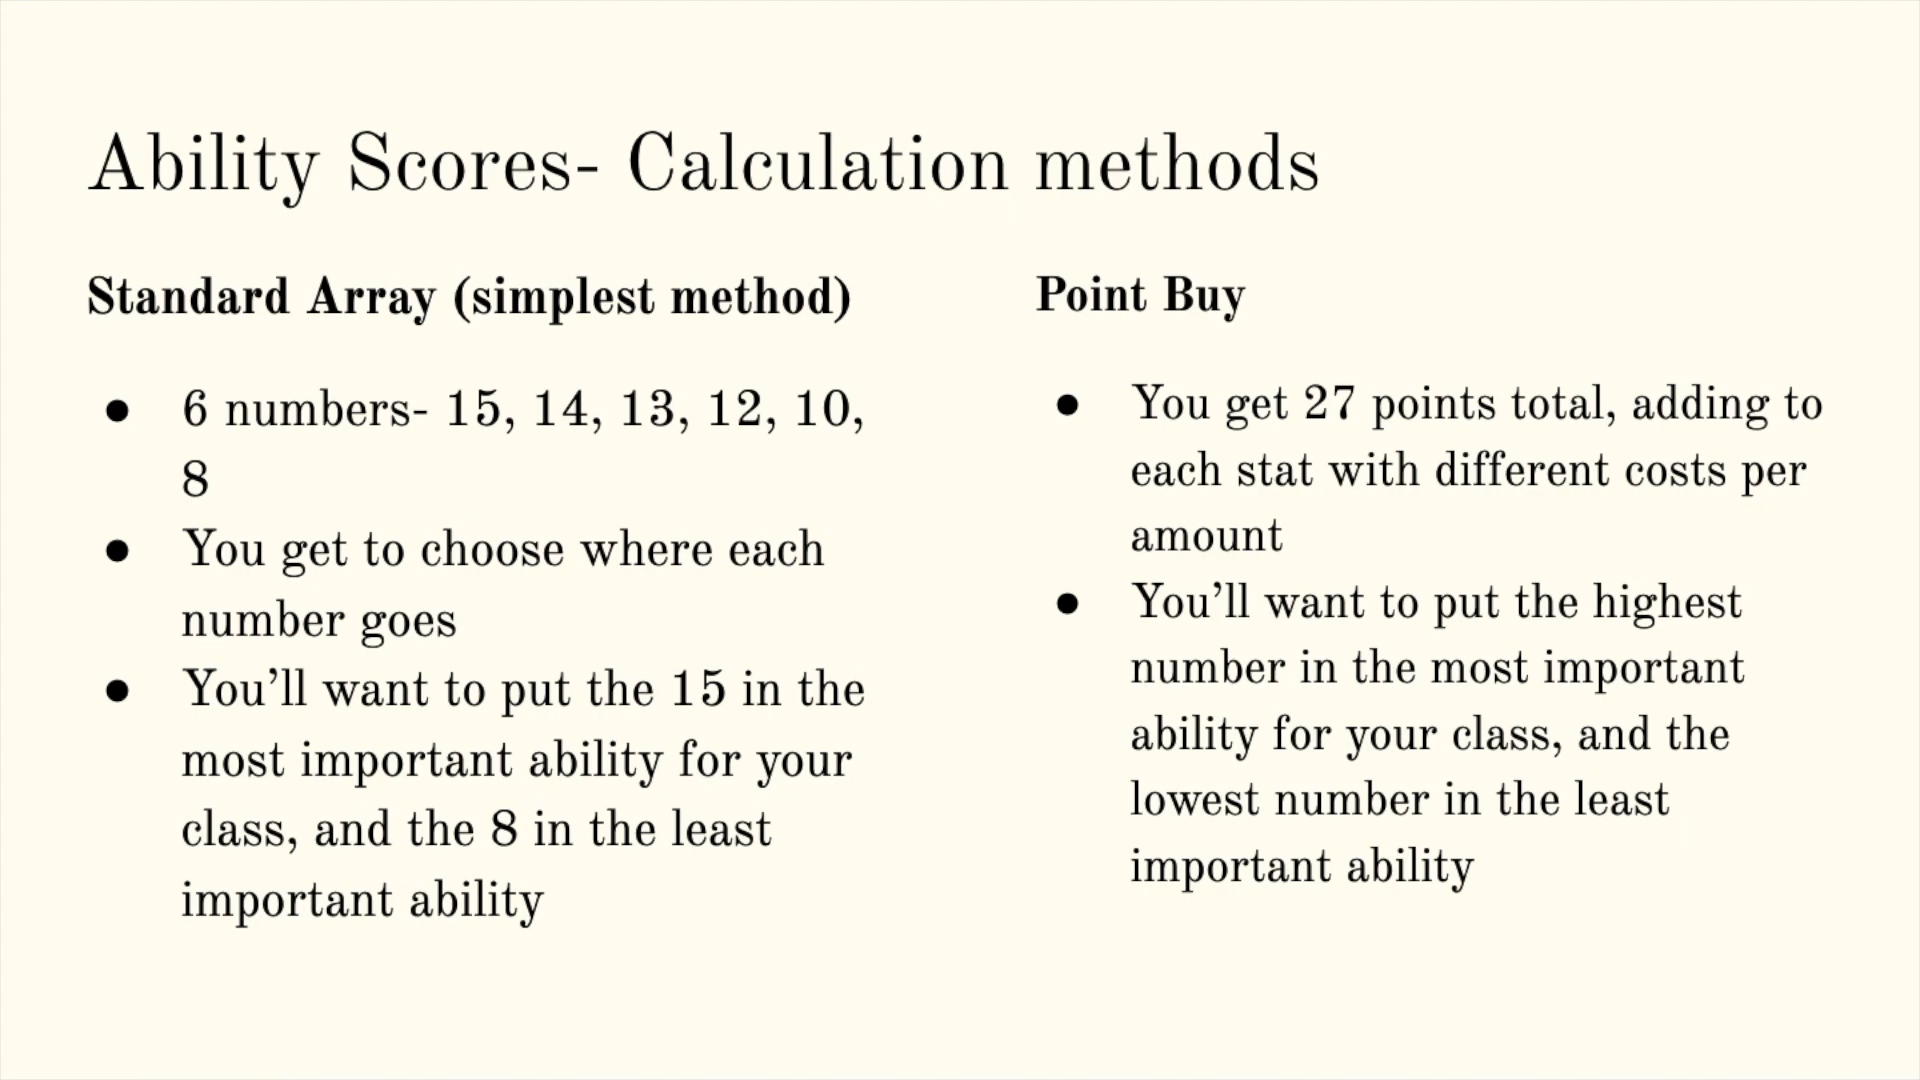 Ability Scores- Calculation methods
Standard Array (simplest method)
● 6 numbers- 15, 14, 13, 12, 10,
8
● You get to choose where each
number goes
● You’ll want to put the 15 in the
most important ability for your
class, and the 8 in the least
important ability
Point Buy
● You get 27 points total, adding to
each stat with different costs per
amount
● You’ll want to put the highest
number in the most important
ability for your class, and the
lowest number in the least
important ability